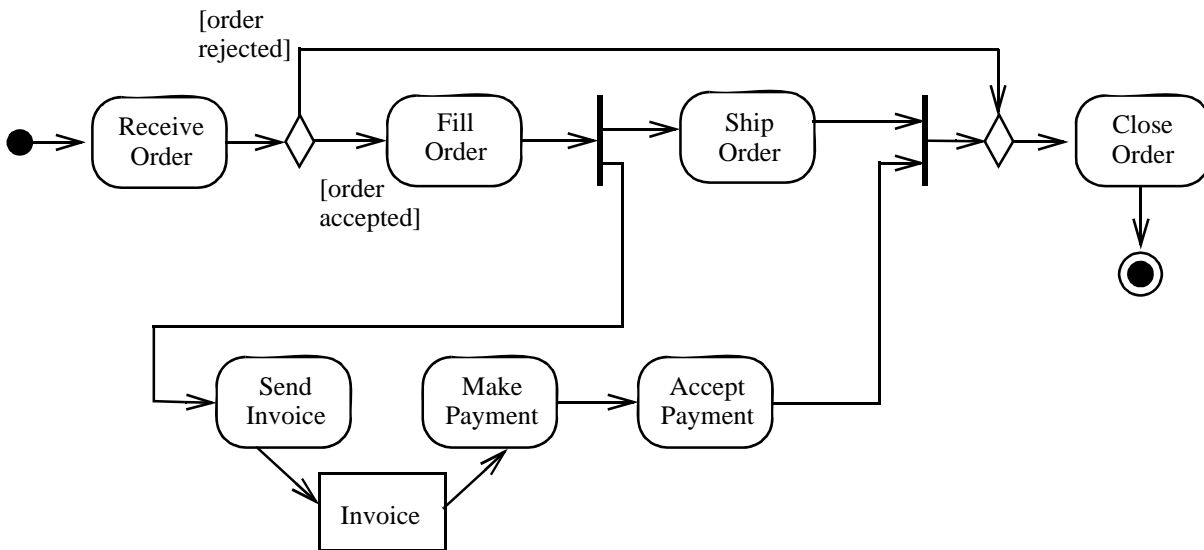 [order
rejected]
Receive
Order
Fill
Order
Ship
Order
Close
Order
[order
accepted]
Send
Invoice
Make
Payment
Accept
Payment
Invoice